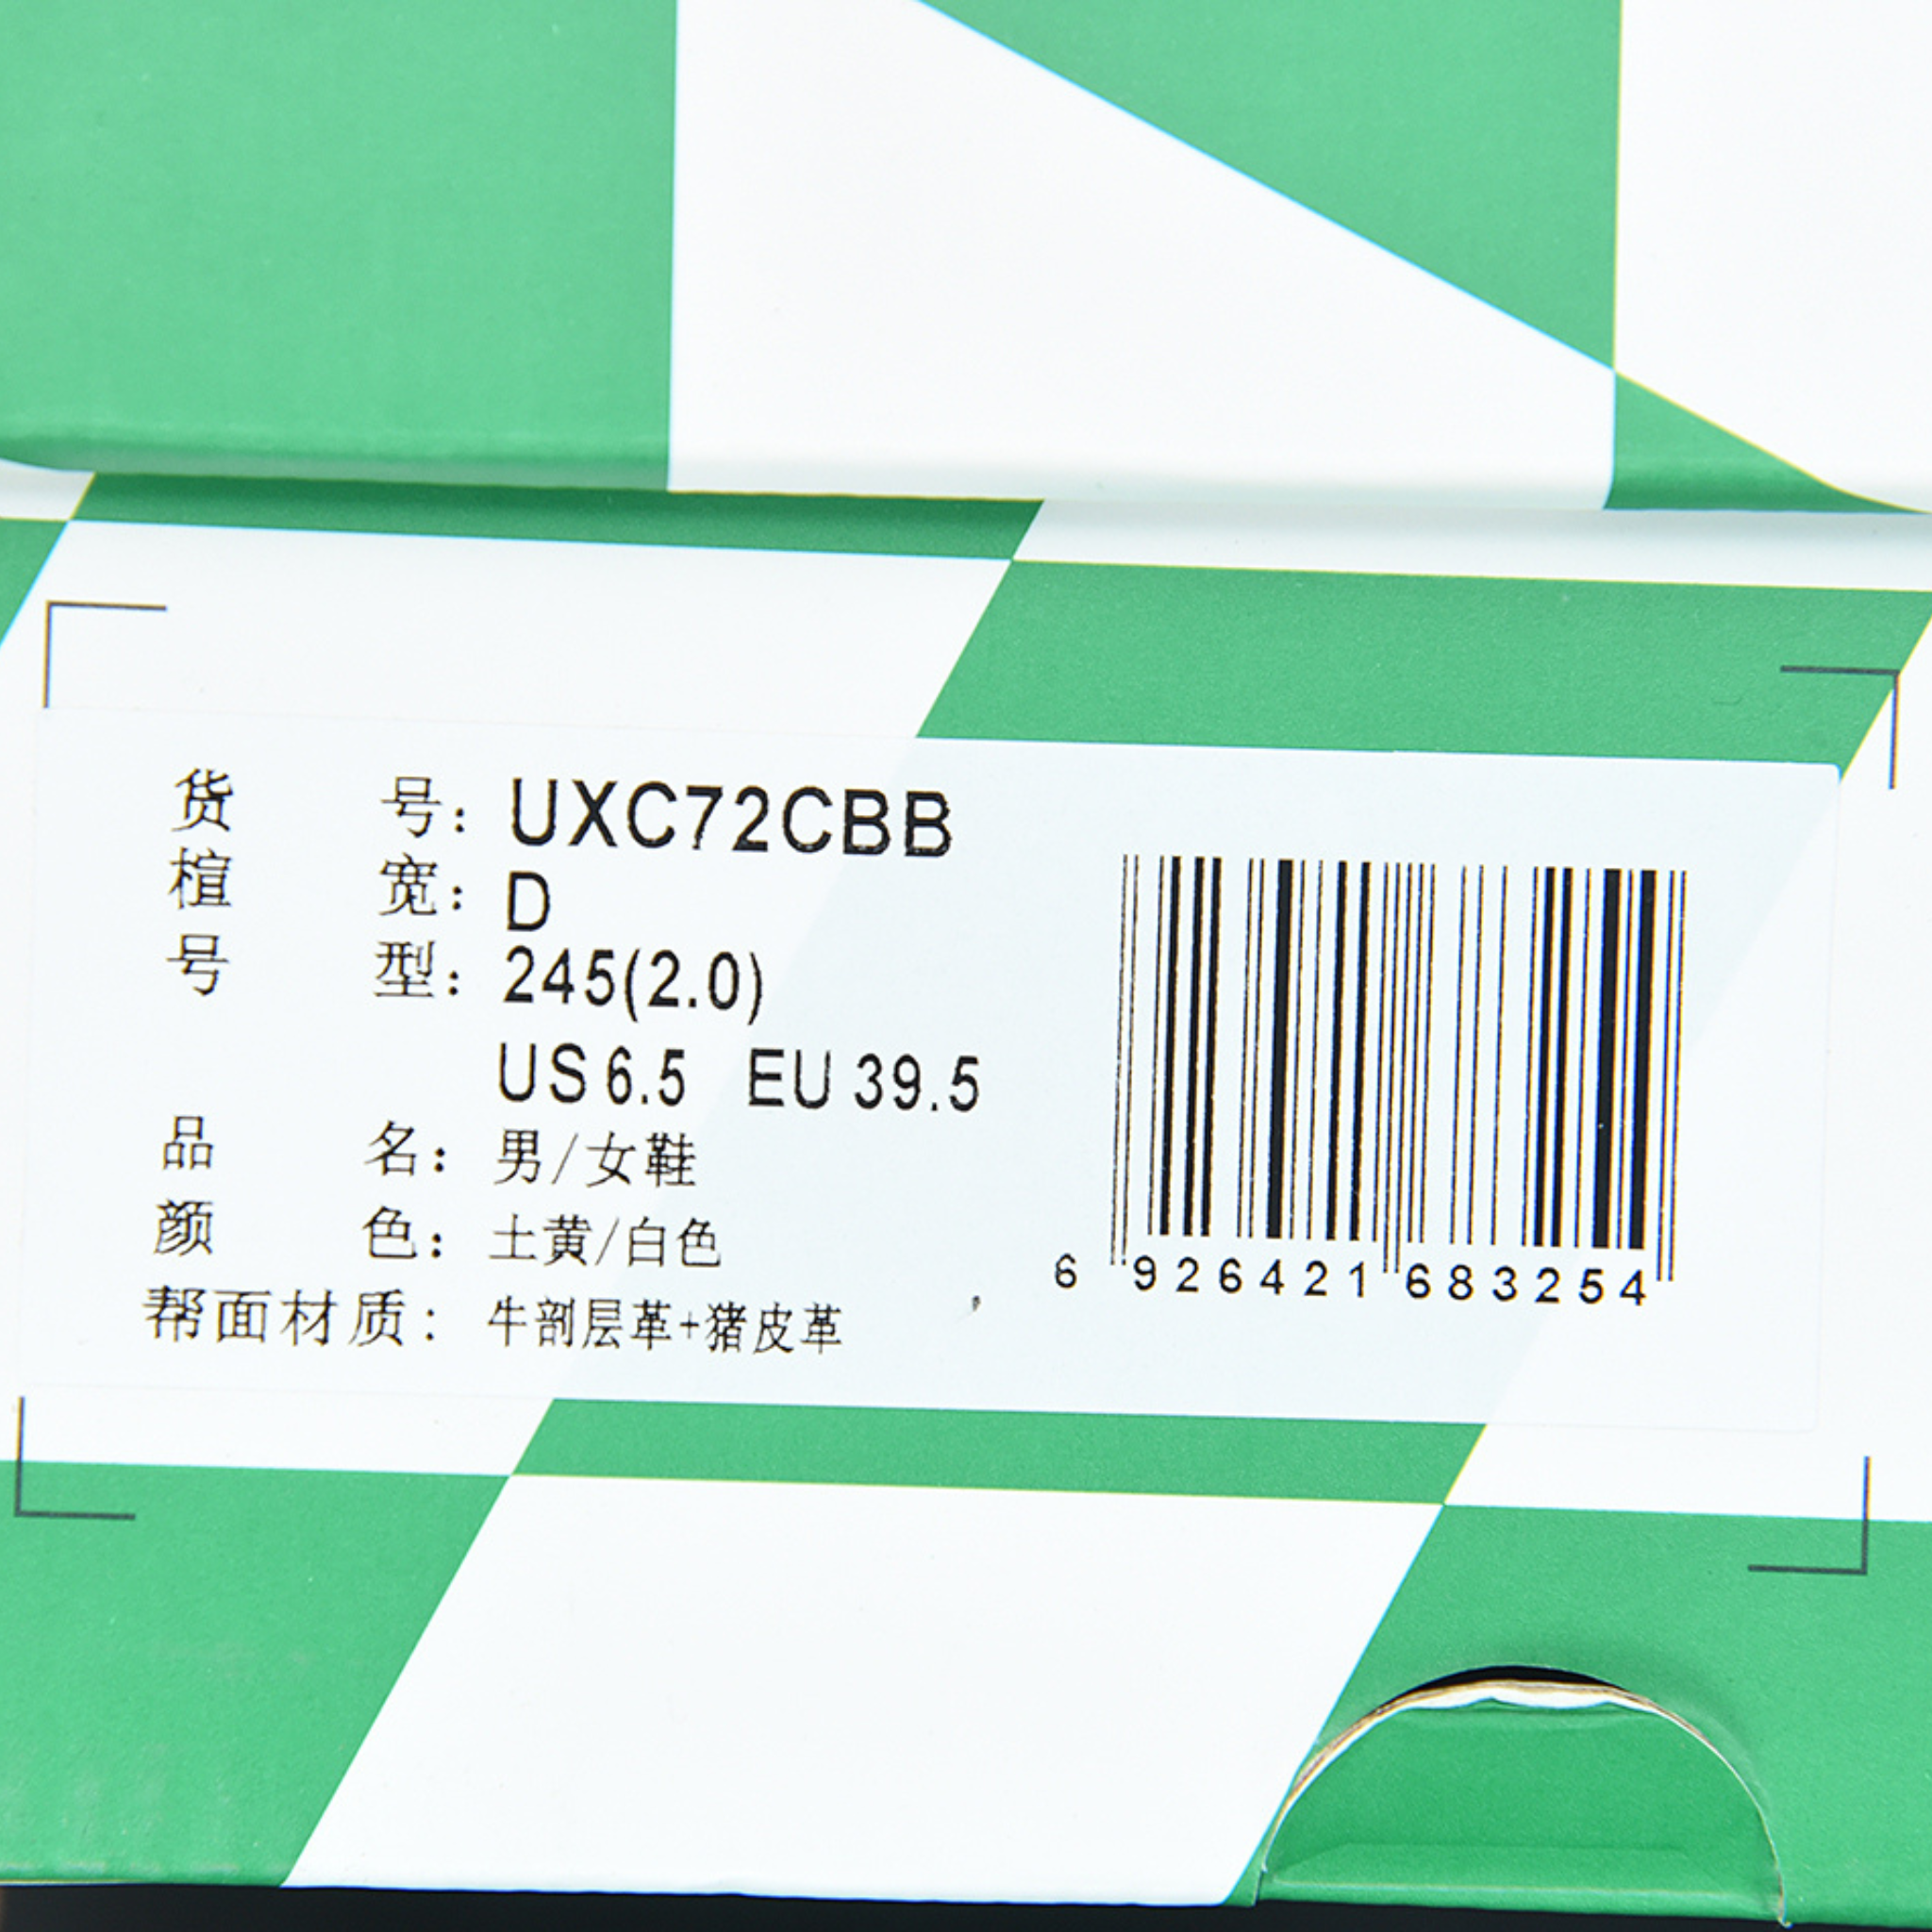 货号：UXC72CBB
楦宽：D
号型：245(2.0)
US 6.5 EU 39.5
品名：男/女鞋
颜色：土黄/白色
帮面材质：牛剖层革+猪皮革
6 926421 683254